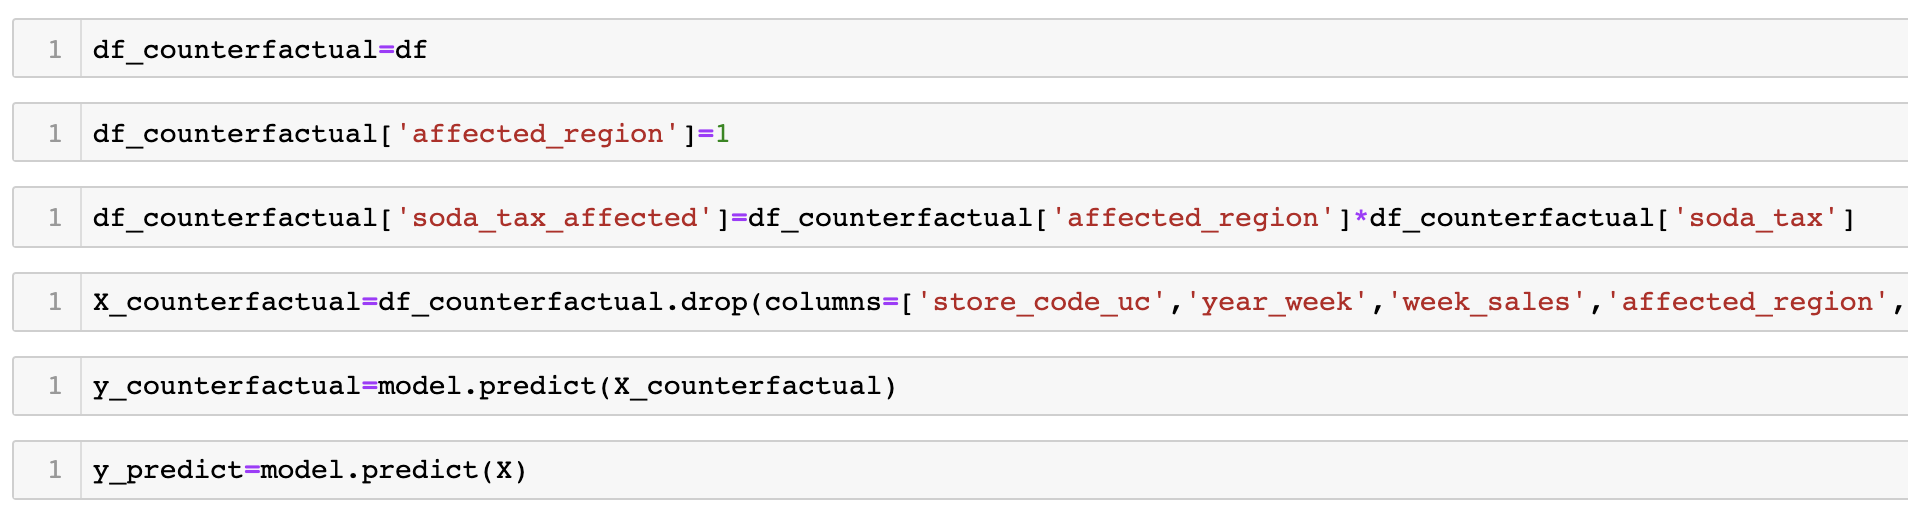 1 df_counterfactual=df
1 df_counterfactual['affected_region']=1
1 df_counterfactual['soda_tax_affected']=df_counterfactual['affected_region']*df_counterfactual['soda_tax']
1 X_counterfactual=df_counterfactual.drop(columns=['store_code_uc','year_week','week_sales','affected_region',
1 y_counterfactual=model.predict(X_counterfactual)
1 y_predict=model.predict(X)